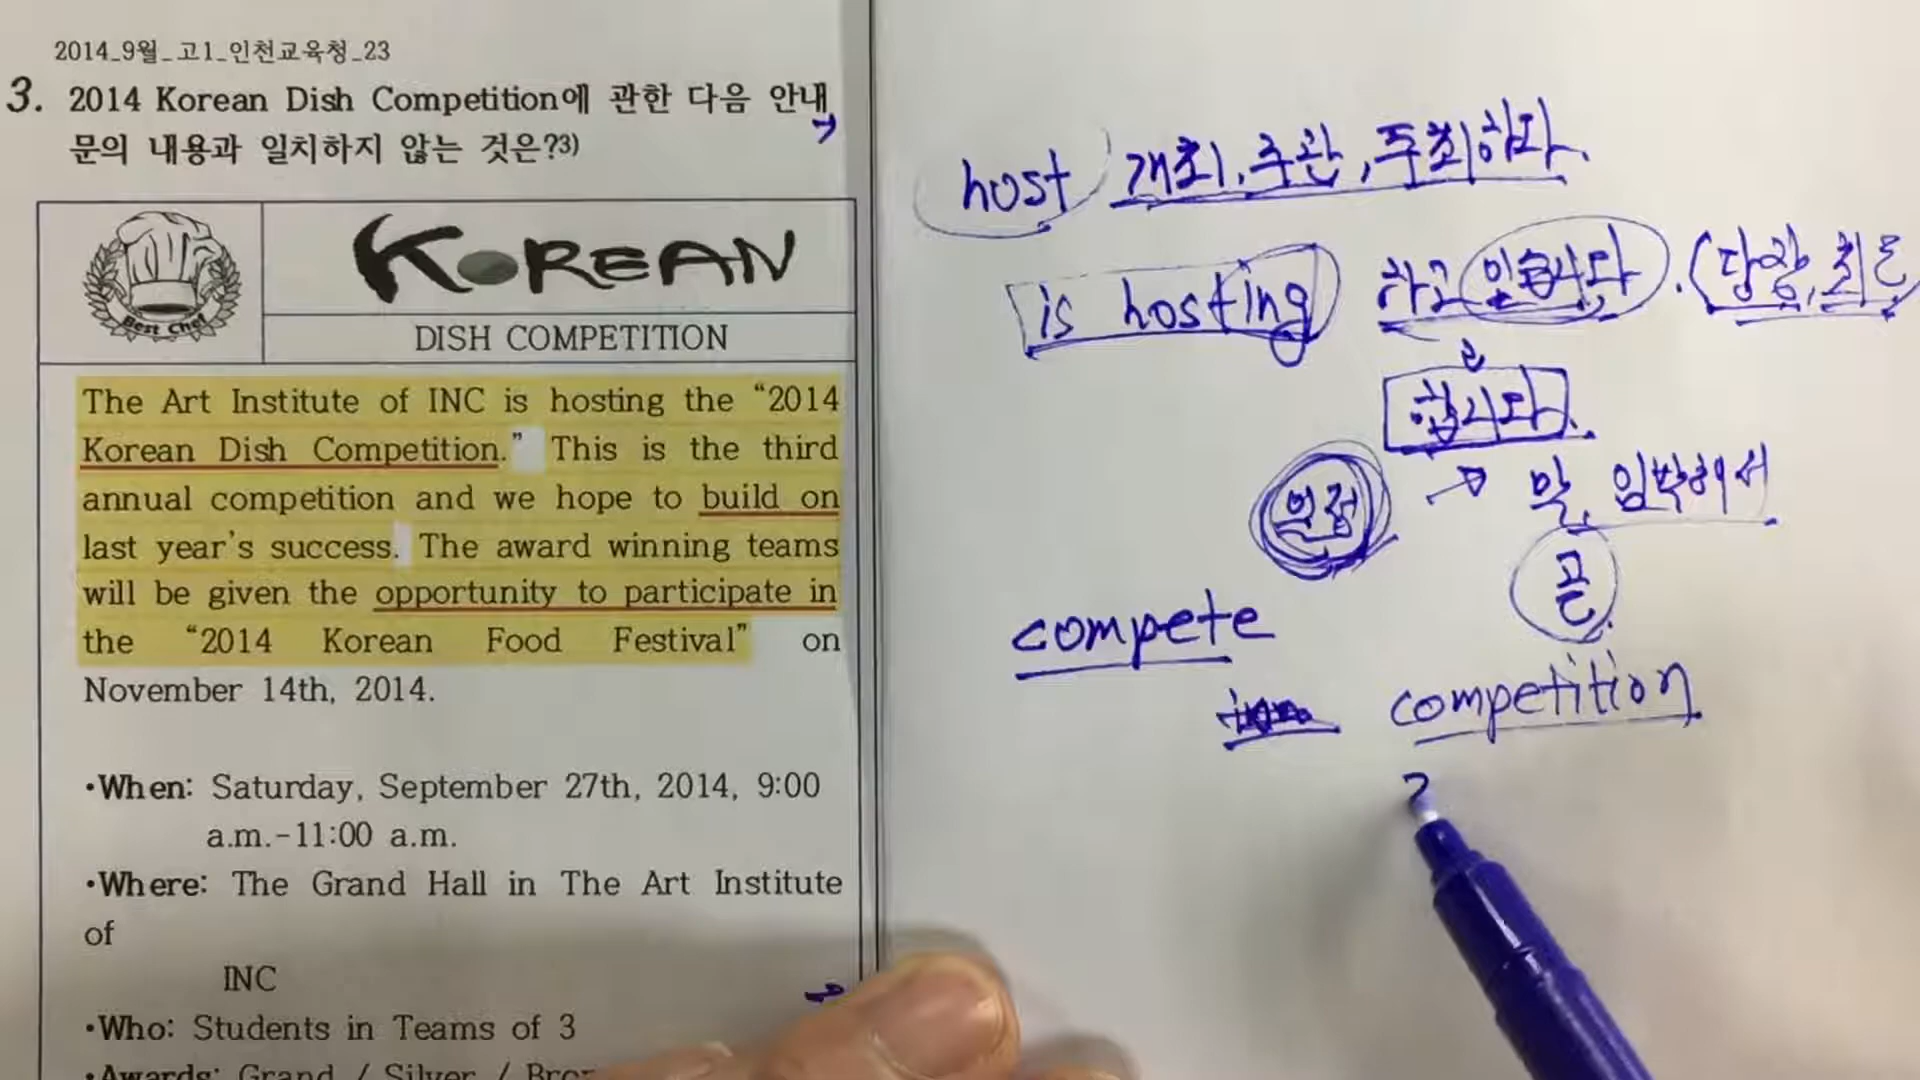 2014_9월_고1_인천교육청_23
3. 2014 Korean Dish Competition에 관한 다음 안내
문의 내용과 일치하지 않는 것은?3)
Best Chef
KOREAN
DISH COMPETITION
The Art Institute of INC is hosting the “2014
Korean Dish Competition.” This is the third
annual competition and we hope to build on
last year’s success. The award winning teams
will be given the opportunity to participate in
the “2014 Korean Food Festival” on
November 14th, 2014.
•When: Saturday, September 27th, 2014, 9:00
a.m.-11:00 a.m.
•Where: The Grand Hall in The Art Institute
of
INC
•Who: Students in Teams of 3
•Awards: Grand / Silver /
host 개최, 주관, 주최하다.
is hosting 하고 있습니다. (당장, 최근
합니다.
→ 막, 임박해서
곧
compete
competition